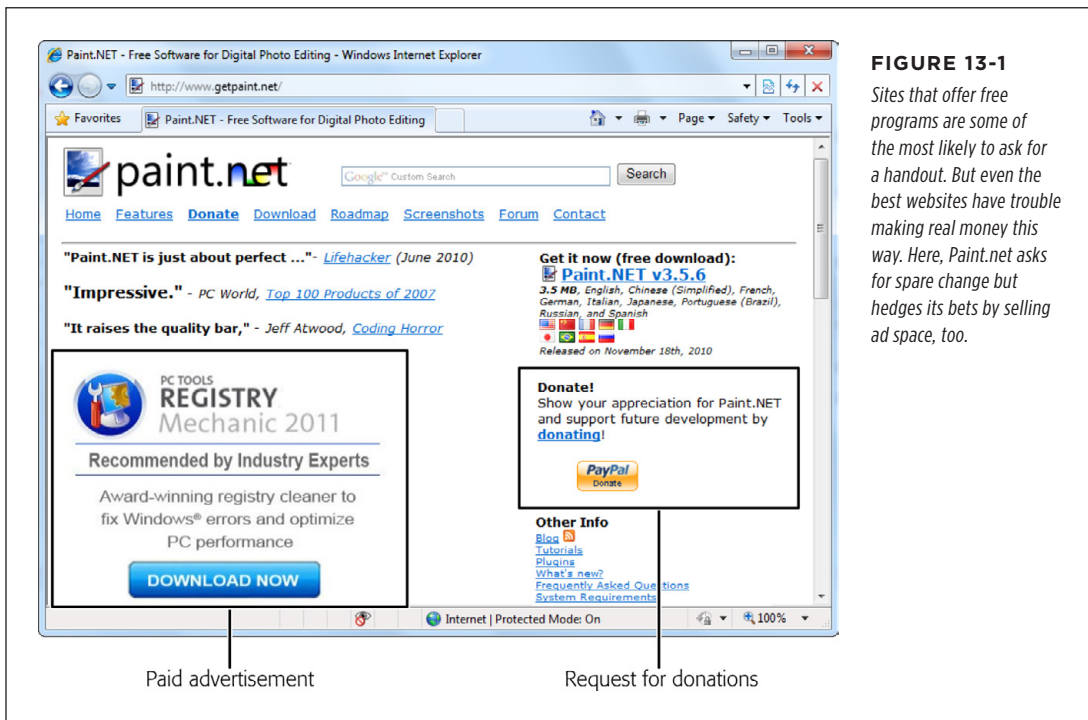 Paint.NET - Free Software for Digital Photo Editing - Windows Internet Explorer
http://www.getpaint.net/
Favorites
Paint.NET - Free Software for Digital Photo Editing
Page
Safety
Tools
paint.net
Google™ Custom Search
Search
Home Features Donate Download Roadmap Screenshots Forum Contact
"Paint.NET is just about perfect ..."- Lifehacker (June 2010)
"Impressive." - PC World, Top 100 Products of 2007
"It raises the quality bar," - Jeff Atwood, Coding Horror
PC TOOLS
REGISTRY
Mechanic 2011
Recommended by Industry Experts
Award-winning registry cleaner to
fix Windows® errors and optimize
PC performance
DOWNLOAD NOW
Get it now (free download):
Paint.NET v3.5.6
3.5 MB, English, Chinese (Simplified), French,
German, Italian, Japanese, Portuguese (Brazil),
Russian, and Spanish
Released on November 18th, 2010
Donate!
Show your appreciation for Paint.NET
and support future development by
donating!
PayPal
Donate
Other Info
Blog
Tutorials
Plugins
What's new?
Frequently Asked Questions
System Requirements
Internet | Protected Mode: On
100%
Paid advertisement
Request for donations
FIGURE 13-1
Sites that offer free
programs are some of
the most likely to ask for
a handout. But even the
best websites have trouble
making real money this
way. Here, Paint.net asks
for spare change but
hedges its bets by selling
ad space, too.